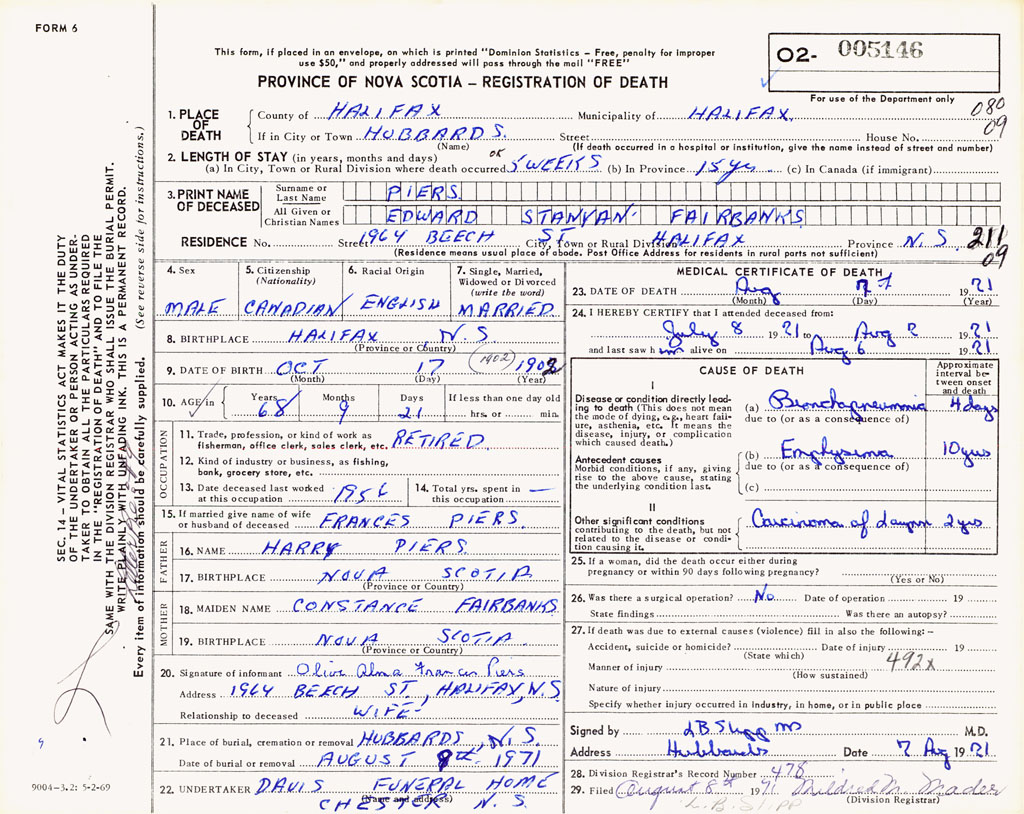 FORM 6
This form, if placed in an envelope, on which is printed "Dominion Statistics – Free, penalty for improper
use $50," and properly addressed will pass through the mail "FREE"
PROVINCE OF NOVA SCOTIA – REGISTRATION OF DEATH
02- 005146
For use of the Department only
080
09
1. PLACE OF DEATH
County of HALIFAX Municipality of HALIFAX
If in City or Town HUBBARDS. Street House No.
(Name) (If death occurred in a hospital or institution, give the name instead of street and number)
2. LENGTH OF STAY (in years, months and days)
(a) In City, Town or Rural Division where death occurred 5 WEEKS (b) In Province 15 yrs (c) In Canada (if immigrant)
3. PRINT NAME OF DECEASED
Surname or Last Name PIERS
All Given or Christian Names EDWARD STANYAN FAIRBANKS
RESIDENCE No. Street 1964 BEECH ST City, Town or Rural Division HALIFAX Province N.S. 211
09
(Residence means usual place of abode. Post Office Address for residents in rural parts not sufficient)
4. Sex MALE
5. Citizenship (Nationality) CANADIAN
6. Racial Origin ENGLISH
7. Single, Married, Widowed or Divorced (write the word) MARRIED
8. BIRTHPLACE HALIFAX N.S.
(Province or Country)
9. DATE OF BIRTH OCT 17 (1902) 1902
(Month) (Day) (Year)
10. AGE in Years 68 Months 9 Days 21 If less than one day old
hrs. or min.
OCCUPATION
11. Trade, profession, or kind of work as
fisherman, office clerk, sales clerk, etc. RETIRED
12. Kind of industry or business, as fishing,
bank, grocery store, etc.
13. Date deceased last worked at this occupation 1956
14. Total yrs. spent in this occupation —
15. If married give name of wife
or husband of deceased FRANCES PIERS
FATHER
16. NAME HARRY PIERS
17. BIRTHPLACE NOVA SCOTIA
(Province or Country)
MOTHER
18. MAIDEN NAME CONSTANCE FAIRBANKS
19. BIRTHPLACE NOVA SCOTIA
(Province or Country)
20. Signature of informant Olive Alma Frances Piers
Address 1964 BEECH ST, HALIFAX, N.S
Relationship to deceased WIFE
21. Place of burial, cremation or removal HUBBARDS, N.S.
Date of burial or removal AUGUST 9th 1971
22. UNDERTAKER DAVIS FUNERAL HOME
CHESTER N.S.
(Name and address)
MEDICAL CERTIFICATE OF DEATH
23. DATE OF DEATH Aug 7 1971
(Month) (Day) (Year)
24. I HEREBY CERTIFY that I attended deceased from:
July 8 1971 to Aug 2 1971
and last saw him alive on Aug 6 1971
CAUSE OF DEATH
Approximate interval between onset and death
I
Disease or condition directly leading to death (This does not mean the mode of dying, e.g., heart failure, asthenia, etc. It means the disease, injury, or complication which caused death.)
(a) Bronchopneumonia 4 days
due to (or as a consequence of)
Antecedent causes
Morbid conditions, if any, giving rise to the above cause, stating the underlying condition last.
(b) Emphysema 10 yrs
due to (or as a consequence of)
(c)
II
Other significant conditions
contributing to the death, but not related to the disease or condition causing it.
Carcinoma of larynx 2 yrs
25. If a woman, did the death occur either during
pregnancy or within 90 days following pregnancy?
(Yes or No)
26. Was there a surgical operation? No. Date of operation 19
State findings Was there an autopsy?
27. If death was due to external causes (violence) fill in also the following: –
Accident, suicide or homicide? Date of injury 19
(State which) 492x
Manner of injury
(How sustained)
Nature of injury
Specify whether injury occurred in industry, in home, or in public place
Signed by M.D.
Address Hubbards Date 7 Aug 1971
28. Division Registrar's Record Number 478
29. Filed August 8th 1971 Mildred M. Mader
(Division Registrar)
L.B. SLIPP
SEC. 14 – VITAL STATISTICS ACT MAKES IT THE DUTY
OF THE UNDERTAKER OR PERSON ACTING AS UNDER-
TAKER TO OBTAIN ALL THE PARTICULARS REQUIRED
IN THE "REGISTRATION OF DEATH" AND TO FILE THE
SAME WITH THE DIVISION REGISTRAR WHO SHALL ISSUE THE BURIAL PERMIT.
WRITE PLAINLY WITH UNFADING INK. THIS IS A PERMANENT RECORD.
Every item of information should be carefully supplied. (See reverse side for instructions.)
9004-3.2: 5-2-69